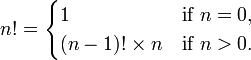 n! = { 1 if n = 0,
(n − 1)! × n if n > 0.